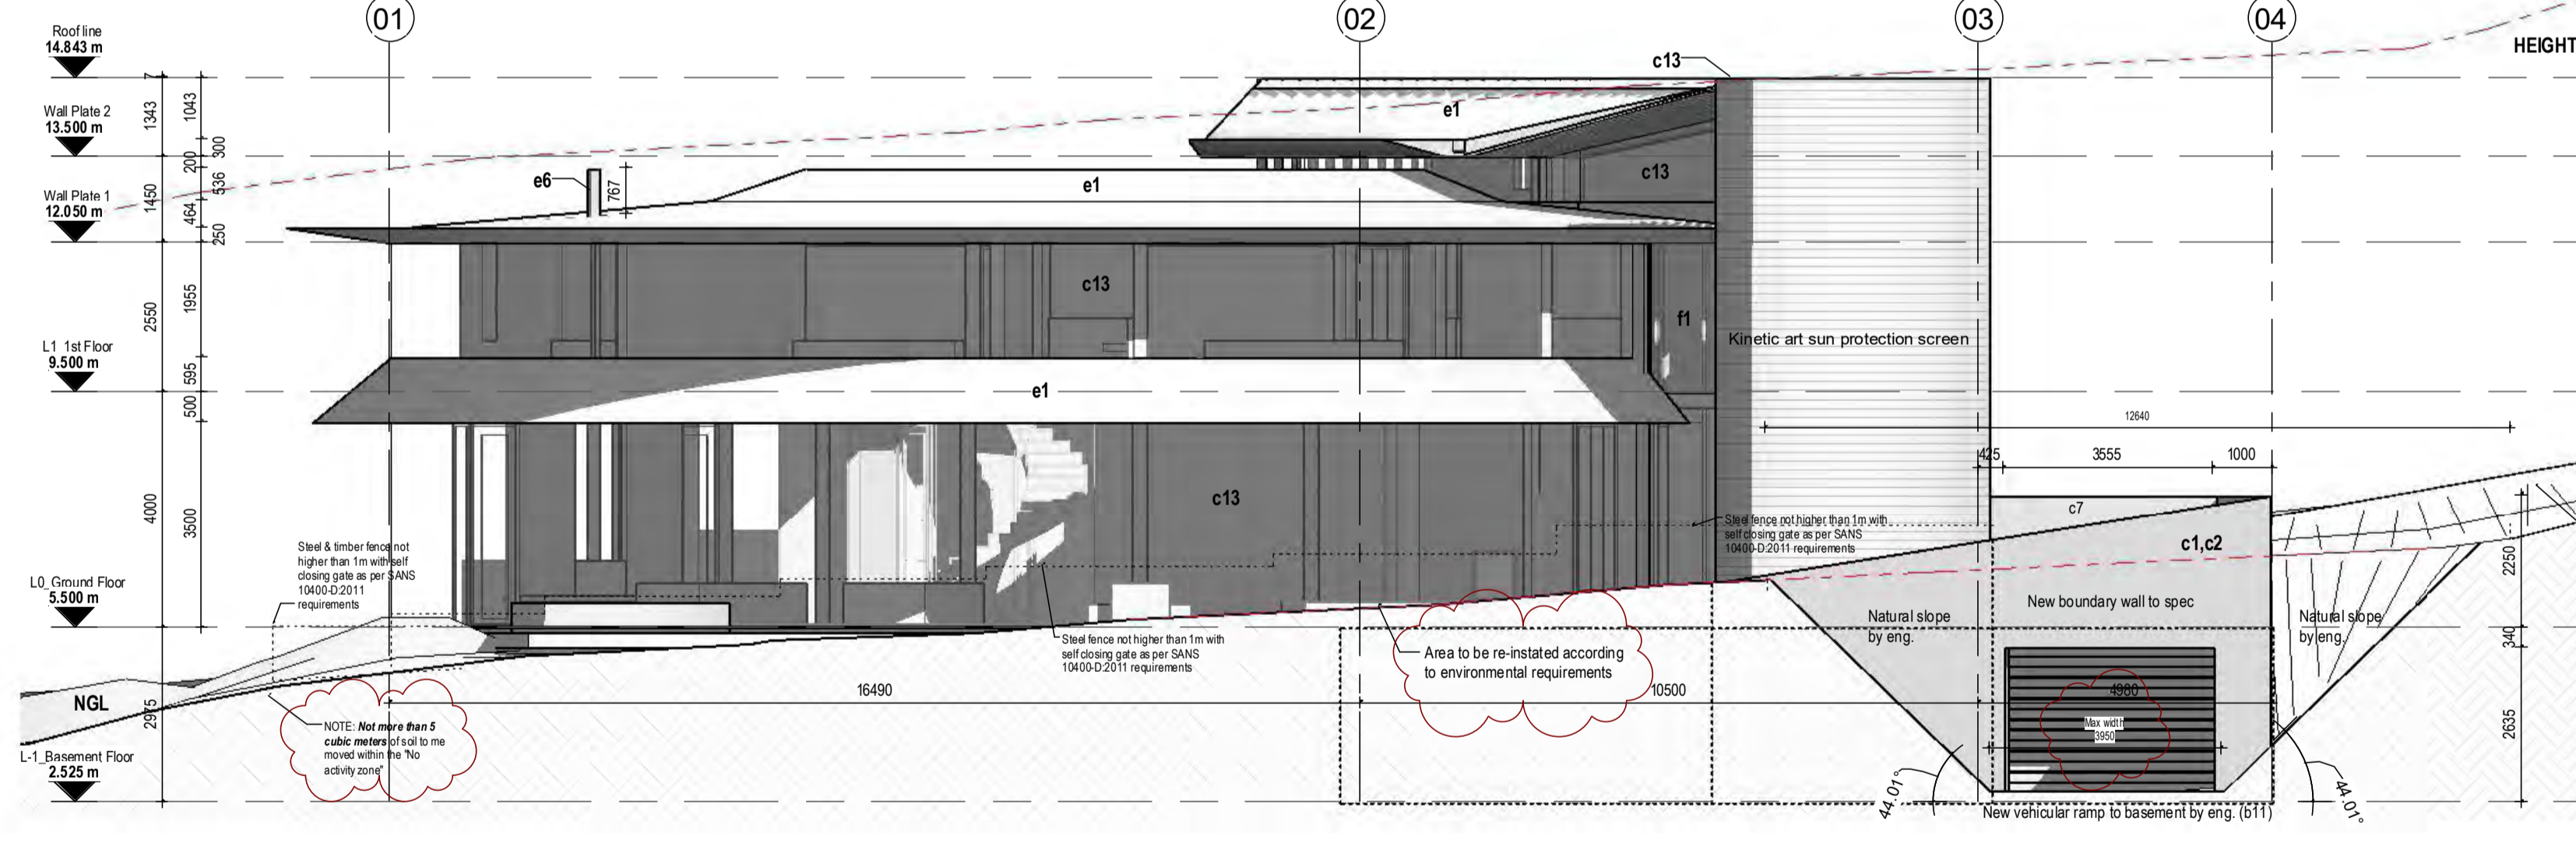 01
02
03
04
HEIGHT
Roof line
14.843 m
Wall Plate 2
13.500 m
Wall Plate 1
12.050 m
L1 1st Floor
9.500 m
L0_Ground Floor
5.500 m
NGL
L-1_Basement Floor
2.525 m
7
1343
1450
2550
4000
2975
1043
300
200
536
464
250
1955
595
500
3500
e6
767
e1
e1
c13
c13
c13
f1
e1
c13
Kinetic art sun protection screen
12640
425
3555
1000
c7
c1,c2
Steel & timber fence not
higher than 1m with self
closing gate as per SANS
10400-D:2011
requirements
Steel fence not higher than 1m with
self closing gate as per SANS
10400-D:2011 requirements
Steel fence not higher than 1m with
self closing gate as per SANS
10400-D:2011 requirements
Area to be re-instated according
to environmental requirements
NOTE: Not more than 5
cubic meters of soil to me
moved within the "No
activity zone"
16490
10500
4980
Natural slope
by eng.
New boundary wall to spec
Natural slope
by eng.
Max width
3950
2250
340
2635
44.01°
44.01°
New vehicular ramp to basement by eng. (b11)